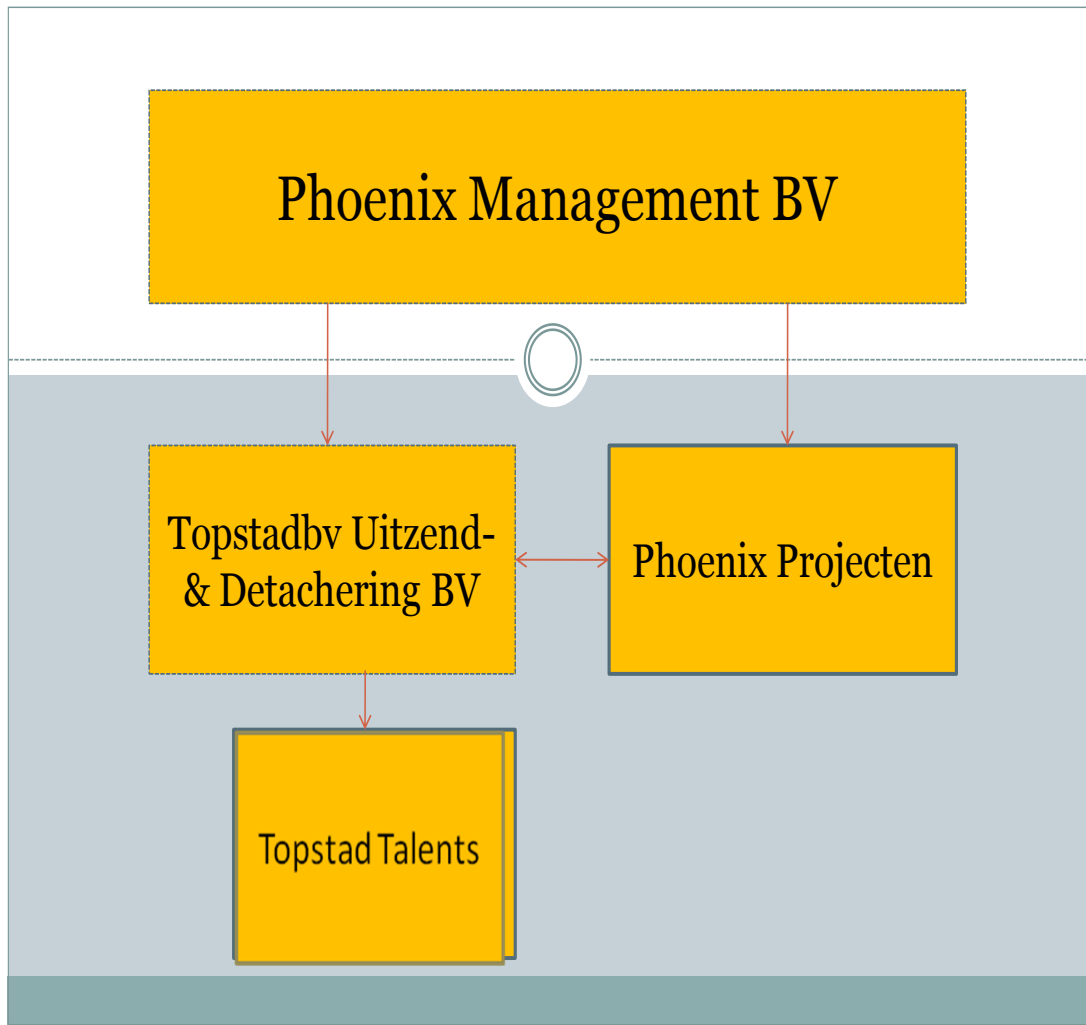 Phoenix Management BV
Topstadbv Uitzend-
& Detachering BV
Phoenix Projecten
Topstad Talents